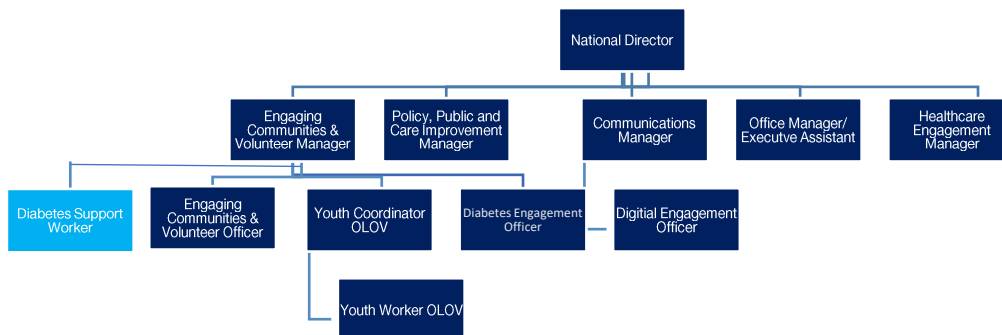 National Director
Engaging
Communities &
Volunteer Manager
Policy, Public and
Care Improvement
Manager
Communications
Manager
Office Manager/
Executve Assistant
Healthcare
Engagement
Manager
Diabetes Support
Worker
Engaging
Communities &
Volunteer Officer
Youth Coordinator
OLOV
Diabetes Engagement
Officer
Digitial Engagement
Officer
Youth Worker OLOV